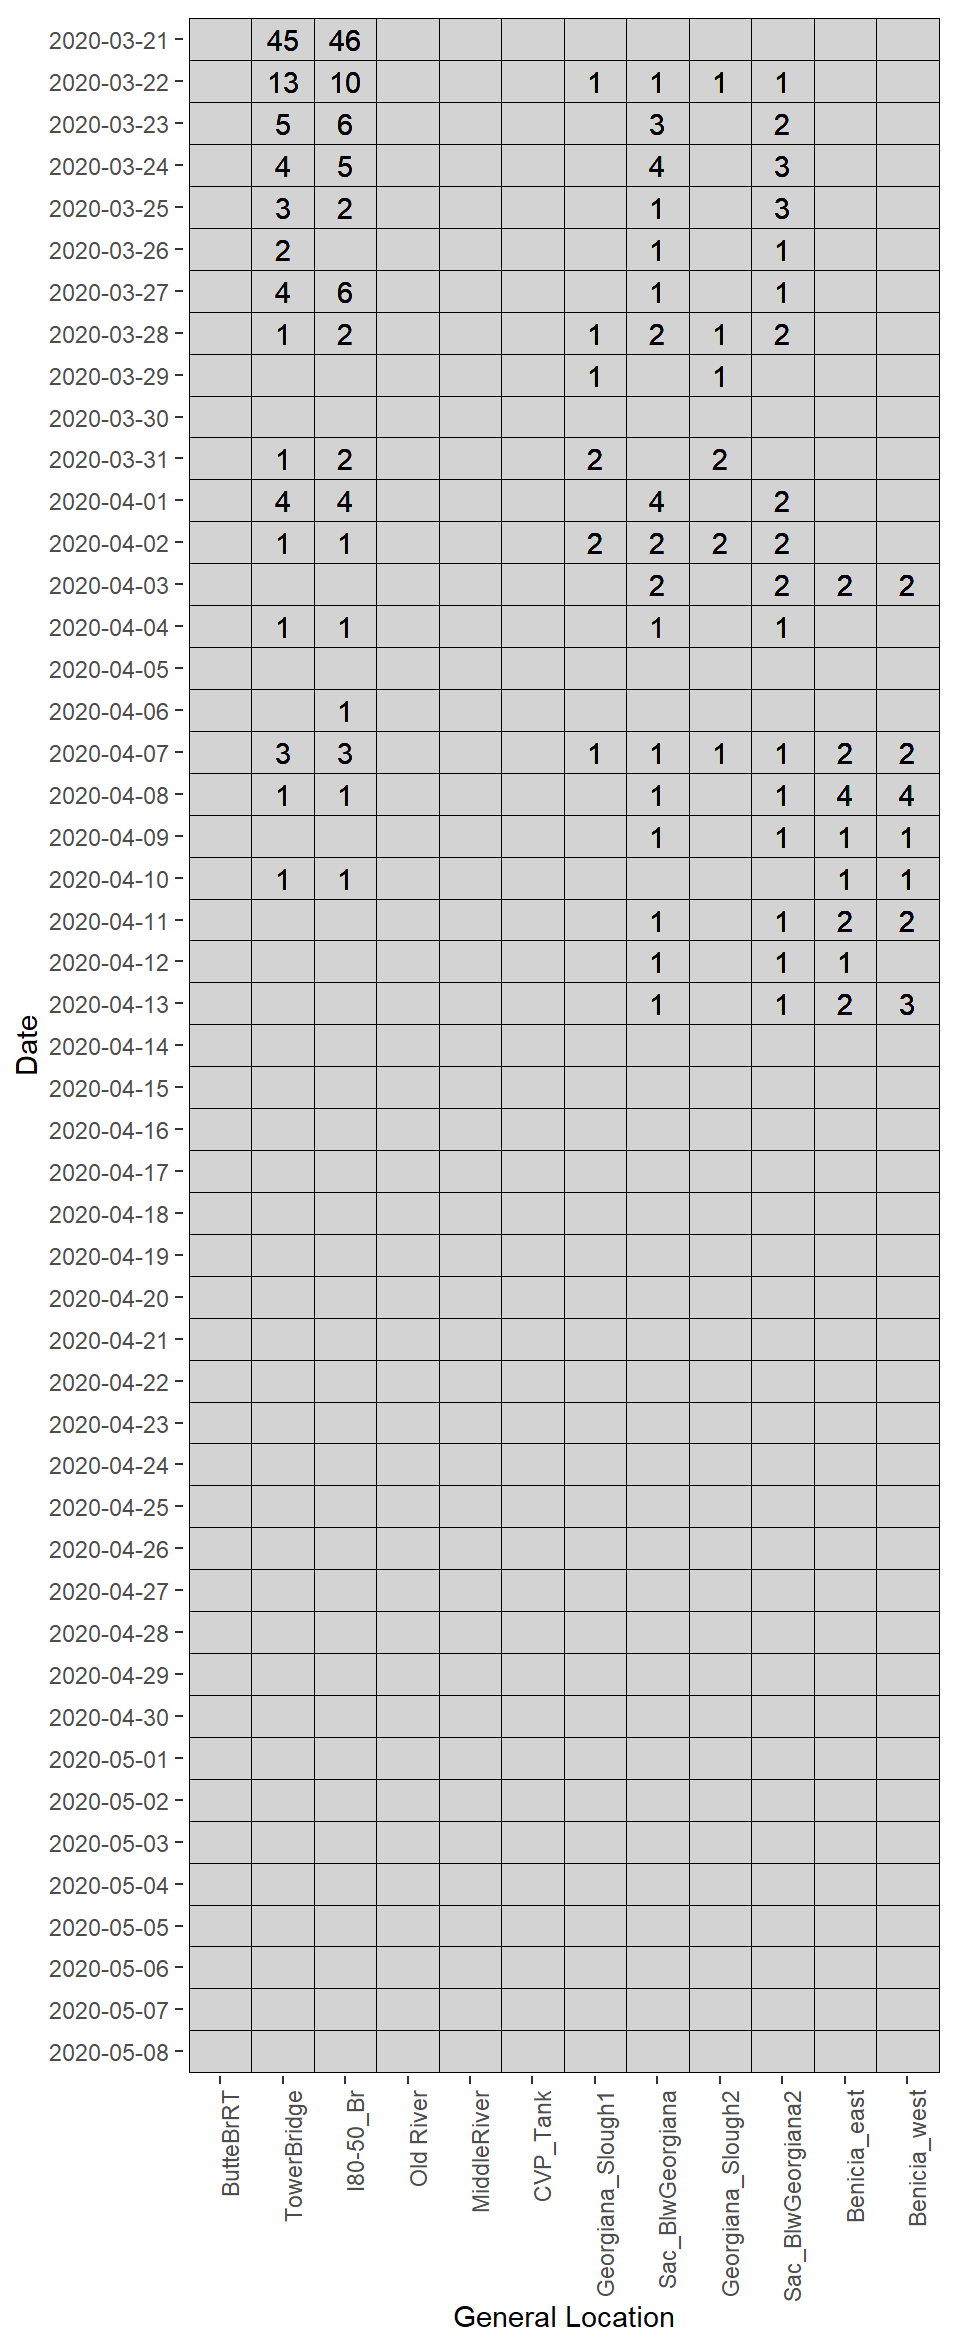 2020-03-21 45 46
2020-03-22 13 10 1 1 1 1
2020-03-23 5 6 3 2
2020-03-24 4 5 4 3
2020-03-25 3 2 1 3
2020-03-26 2 1 1
2020-03-27 4 6 1 1
2020-03-28 1 2 1 2 1 2
2020-03-29 1 1
2020-03-30
2020-03-31 1 2 2 2
2020-04-01 4 4 4 2
2020-04-02 1 1 2 2 2 2
2020-04-03 2 2 2 2
2020-04-04 1 1 1 1
2020-04-05
2020-04-06 1
2020-04-07 3 3 1 1 1 1 2 2
2020-04-08 1 1 1 1 4 4
2020-04-09 1 1 1 1
2020-04-10 1 1 1 1
2020-04-11 1 1 2 2
2020-04-12 1 1 1
2020-04-13 1 1 2 3
2020-04-14
2020-04-15
2020-04-16
2020-04-17
2020-04-18
2020-04-19
2020-04-20
2020-04-21
2020-04-22
2020-04-23
2020-04-24
2020-04-25
2020-04-26
2020-04-27
2020-04-28
2020-04-29
2020-04-30
2020-05-01
2020-05-02
2020-05-03
2020-05-04
2020-05-05
2020-05-06
2020-05-07
2020-05-08
Date
ButteBrRT
TowerBridge
I80-50_Br
Old River
MiddleRiver
CVP_Tank
Georgiana_Slough1
Sac_BlwGeorgiana
Georgiana_Slough2
Sac_BlwGeorgiana2
Benicia_east
Benicia_west
General Location